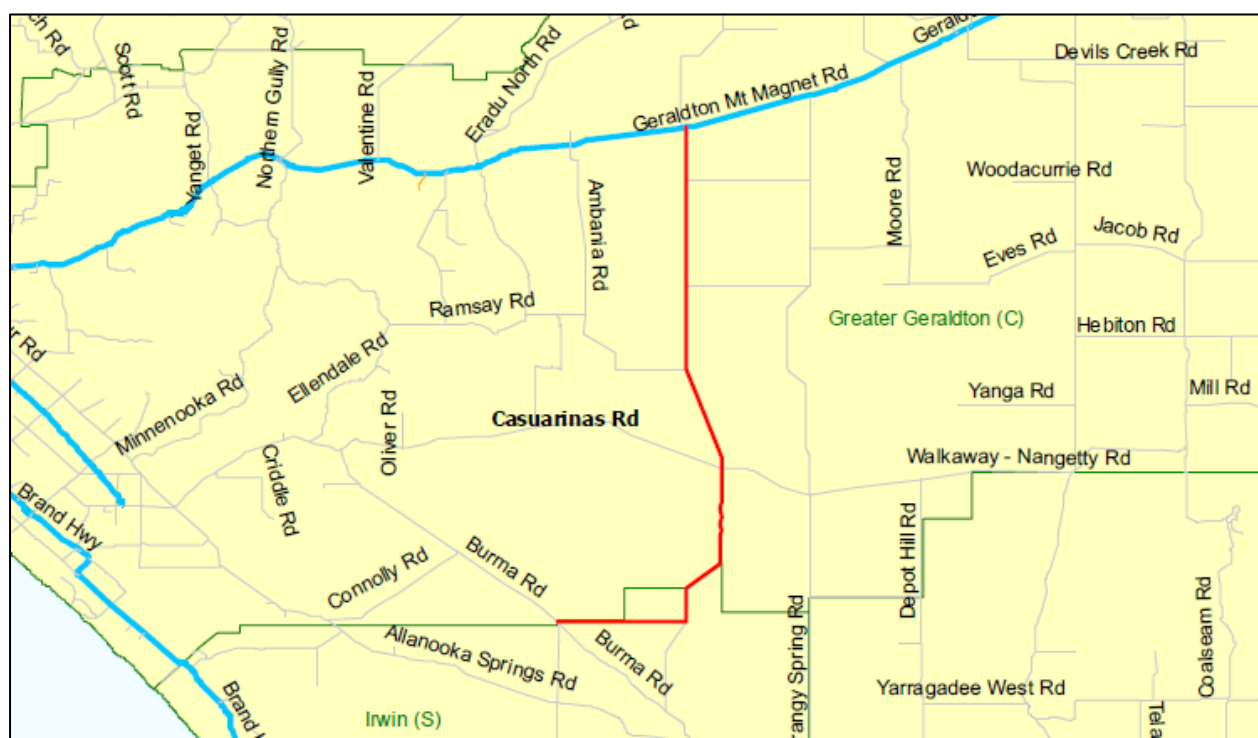 Scott Rd
Northern Gully Rd
Valentine Rd
Eradu North Rd
Yanget Rd
Geraldton Mt Magnet Rd
Devils Creek Rd
Moore Rd
Woodacurrie Rd
Jacob Rd
Eves Rd
Ambania Rd
Ramsay Rd
Greater Geraldton (C)
Hebiton Rd
Ellendale Rd
Minnenooka Rd
Oliver Rd
Casuarinas Rd
Yanga Rd
Mill Rd
Walkaway - Nangetty Rd
Criddle Rd
Brand Hwy
Depot Hill Rd
Burma Rd
Connolly Rd
Coalseam Rd
Allanooka Springs Rd
Burma Rd
Yarragadee West Rd
Irwin (S)
Brand